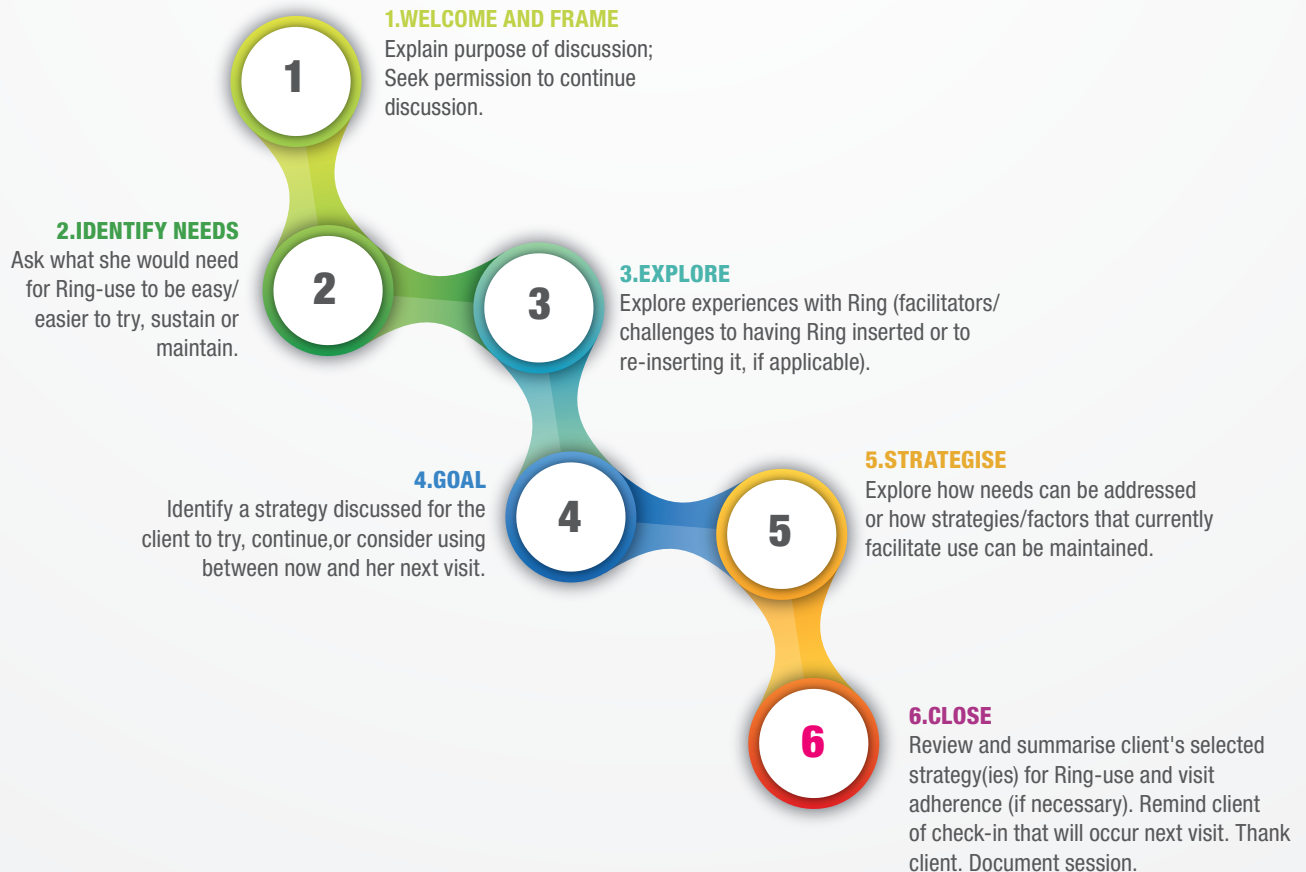 1
1.WELCOME AND FRAME
Explain purpose of discussion;
Seek permission to continue
discussion.
2.IDENTIFY NEEDS
Ask what she would need
for Ring-use to be easy/
easier to try, sustain or
maintain.
2
3
3.EXPLORE
Explore experiences with Ring (facilitators/
challenges to having Ring inserted or to
re-inserting it, if applicable).
4.GOAL
Identify a strategy discussed for the
client to try, continue,or consider using
between now and her next visit.
4
5
5.STRATEGISE
Explore how needs can be addressed
or how strategies/factors that currently
facilitate use can be maintained.
6
6.CLOSE
Review and summarise client's selected
strategy(ies) for Ring-use and visit
adherence (if necessary). Remind client
of check-in that will occur next visit. Thank
client. Document session.